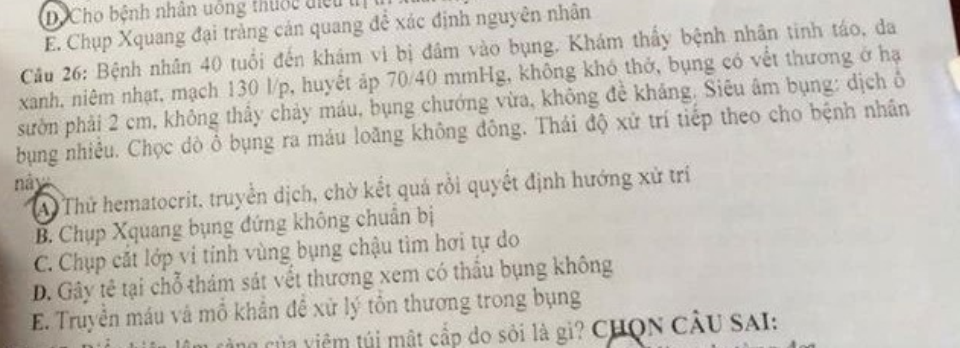 D. Cho bệnh nhân uống thuốc điều trị
E. Chụp Xquang đại tràng cản quang để xác định nguyên nhân
Câu 26: Bệnh nhân 40 tuổi đến khám vì bị đâm vào bụng. Khám thấy bệnh nhân tỉnh táo, da
xanh, niêm nhạt, mạch 130 l/p, huyết áp 70/40 mmHg, không khó thở, bụng có vết thương ở hạ
sườn phải 2 cm, không thấy chảy máu, bụng chướng vừa, không đề kháng. Siêu âm bụng: dịch ổ
bụng nhiều. Chọc dò ổ bụng ra máu loãng không đông. Thái độ xử trí tiếp theo cho bệnh nhân
này:
A. Thử hematocrit, truyền dịch, chờ kết quả rồi quyết định hướng xử trí
B. Chụp Xquang bụng đứng không chuẩn bị
C. Chụp cắt lớp vi tính vùng bụng chậu tìm hơi tự do
D. Gây tê tại chỗ thám sát vết thương xem có thấu bụng không
E. Truyền máu và mổ khẩn để xử lý tổn thương trong bụng
của viêm túi mật cấp do sỏi là gì? CHỌN CÂU SAI: